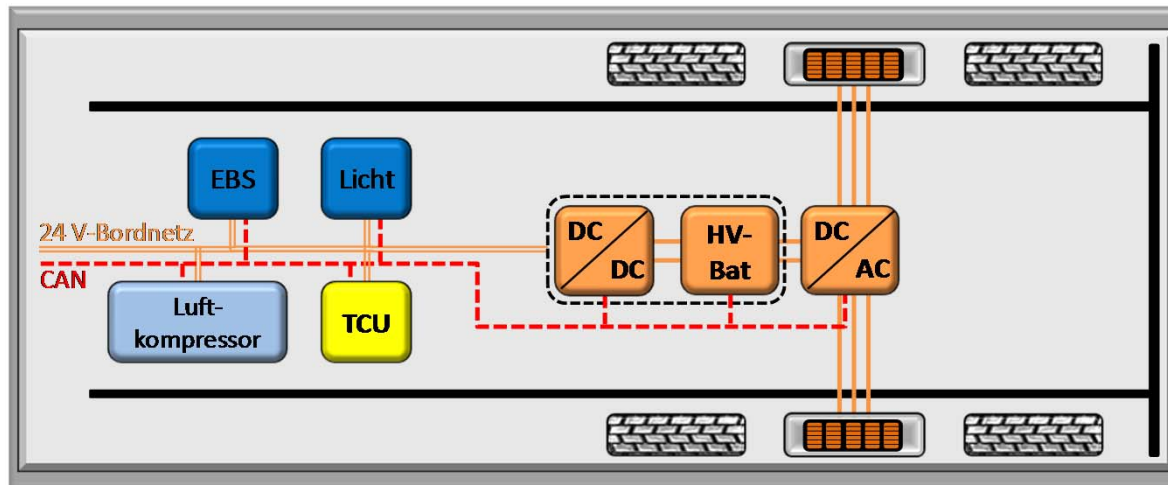 EBS
Licht
24 V-Bordnetz
CAN
Luft-
kompressor
TCU
DC
DC
HV-
Bat
DC
AC